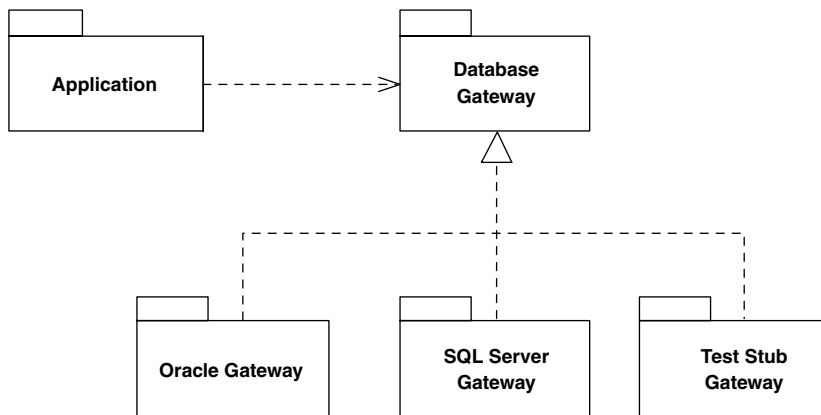 Application
Database
Gateway
Oracle Gateway
SQL Server
Gateway
Test Stub
Gateway